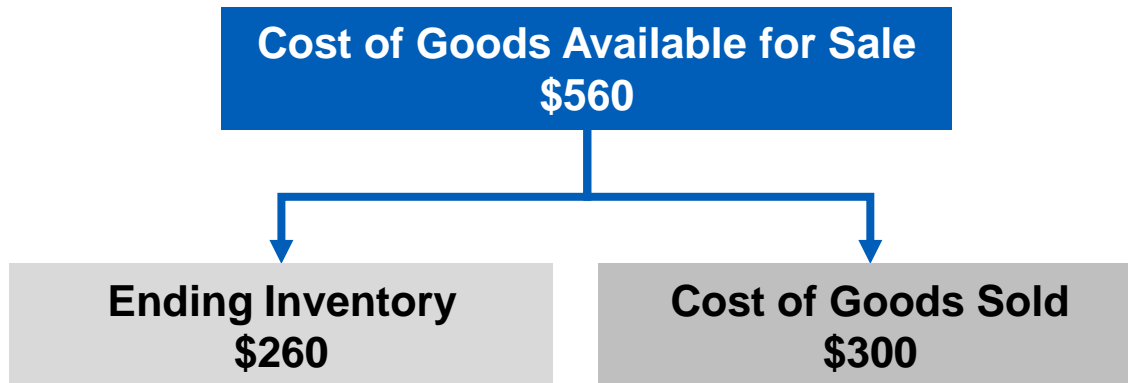 Cost of Goods Available for Sale
$560
Ending Inventory
$260
Cost of Goods Sold
$300